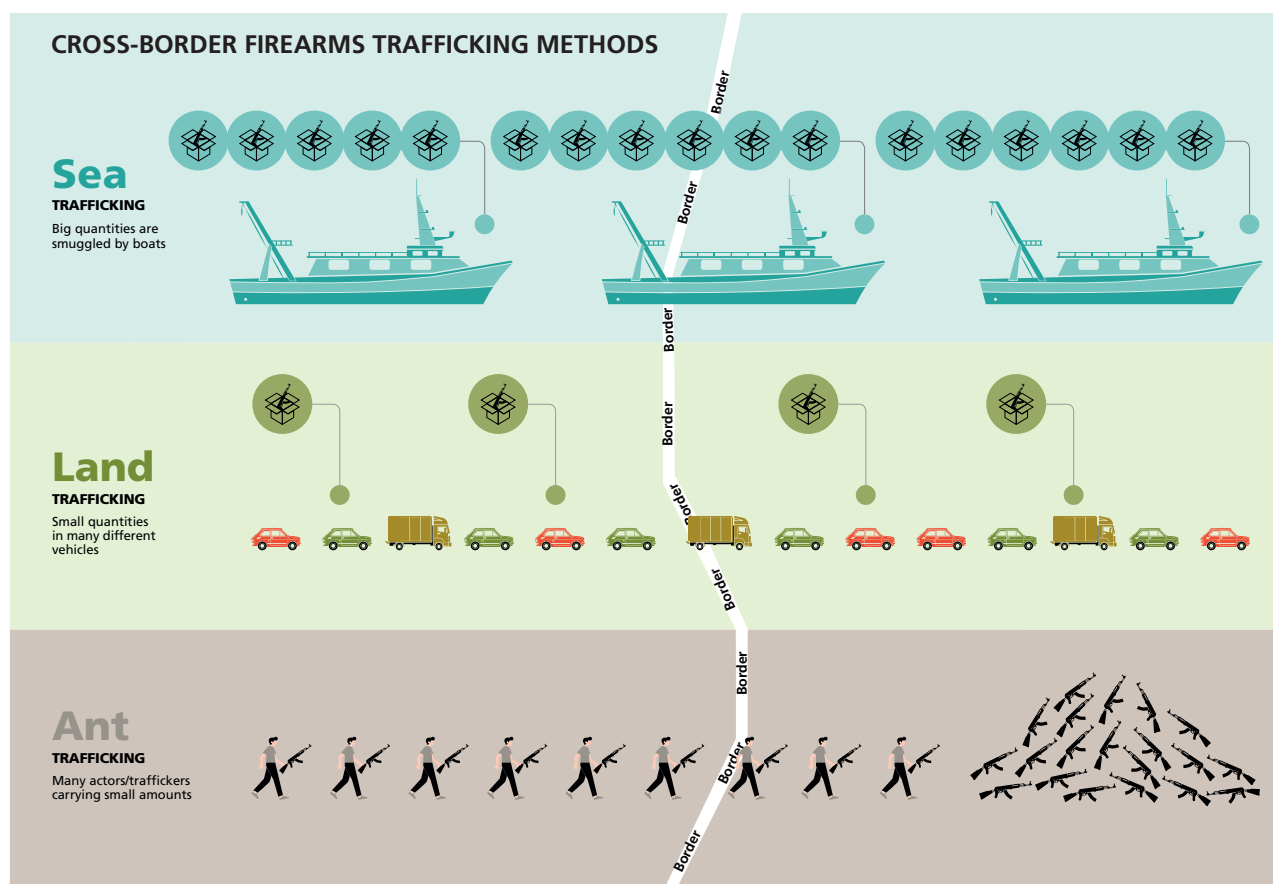 CROSS-BORDER FIREARMS TRAFFICKING METHODS
Border
Border
Sea
TRAFFICKING
Big quantities are
smuggled by boats
Border
Border
Land
TRAFFICKING
Small quantities
in many different
vehicles
Border
Border
Border
Ant
TRAFFICKING
Many actors/traffickers
carrying small amounts
Border
Border